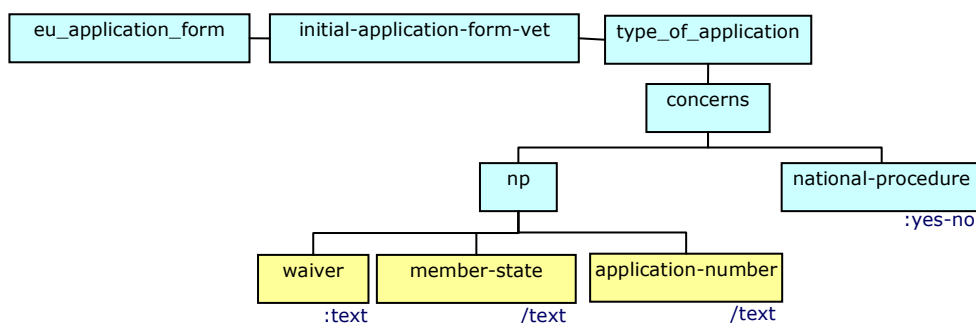 eu_application_form
initial-application-form-vet
type_of_application
concerns
np
national-procedure
:yes-no
waiver
member-state
application-number
:text
/text
/text